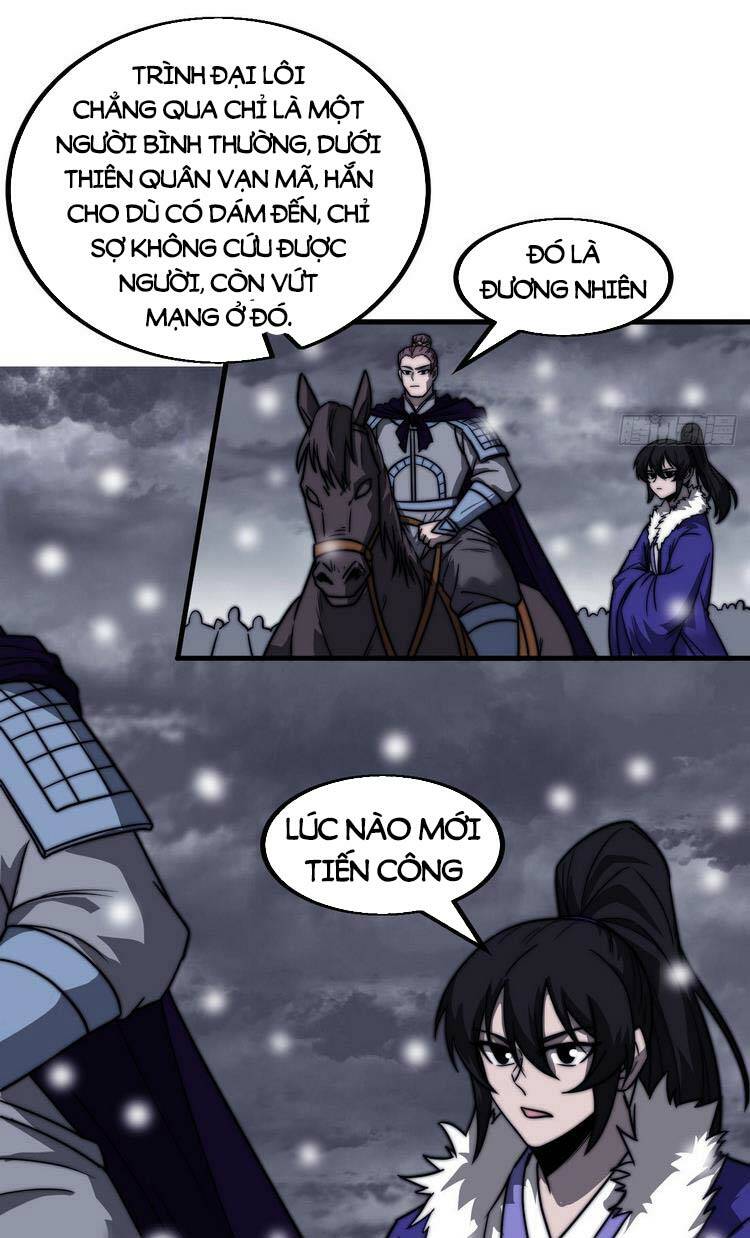 TRÌNH ĐẠI LÔI
CHẲNG QUA CHỈ LÀ MỘT
NGƯỜI BÌNH THƯỜNG, DƯỚI
THIÊN QUÂN VẠN MÃ, HẮN
CHO DÙ CÓ DÁM ĐẾN, CHỈ
SỢ KHÔNG CỨU ĐƯỢC
NGƯỜI, CÒN VỨT
MẠNG Ở ĐÓ.
ĐÓ LÀ
ĐƯƠNG NHIÊN
LÚC NÀO MỚI
TIẾN CÔNG